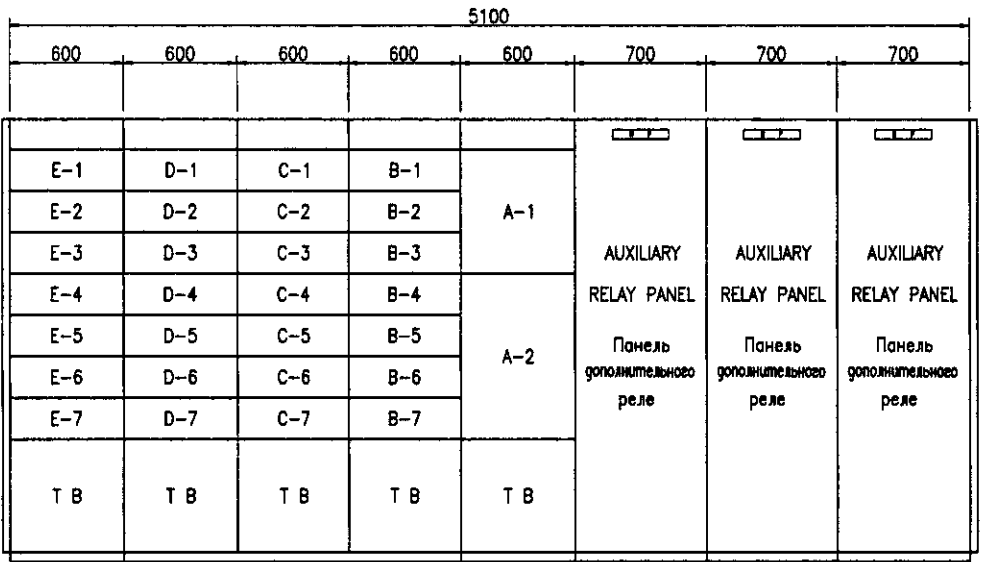 5100
600 600 600 600 600 700 700 700
E-1 D-1 C-1 B-1
E-2 D-2 C-2 B-2 A-1
E-3 D-3 C-3 B-3 AUXILIARY AUXILIARY AUXILIARY
E-4 D-4 C-4 B-4 RELAY PANEL RELAY PANEL RELAY PANEL
E-5 D-5 C-5 B-5 Панель Панель Панель
A-2
E-6 D-6 C-6 B-6 дополнительного дополнительного дополнительного
реле реле реле
E-7 D-7 C-7 B-7
T B T B T B T B T B